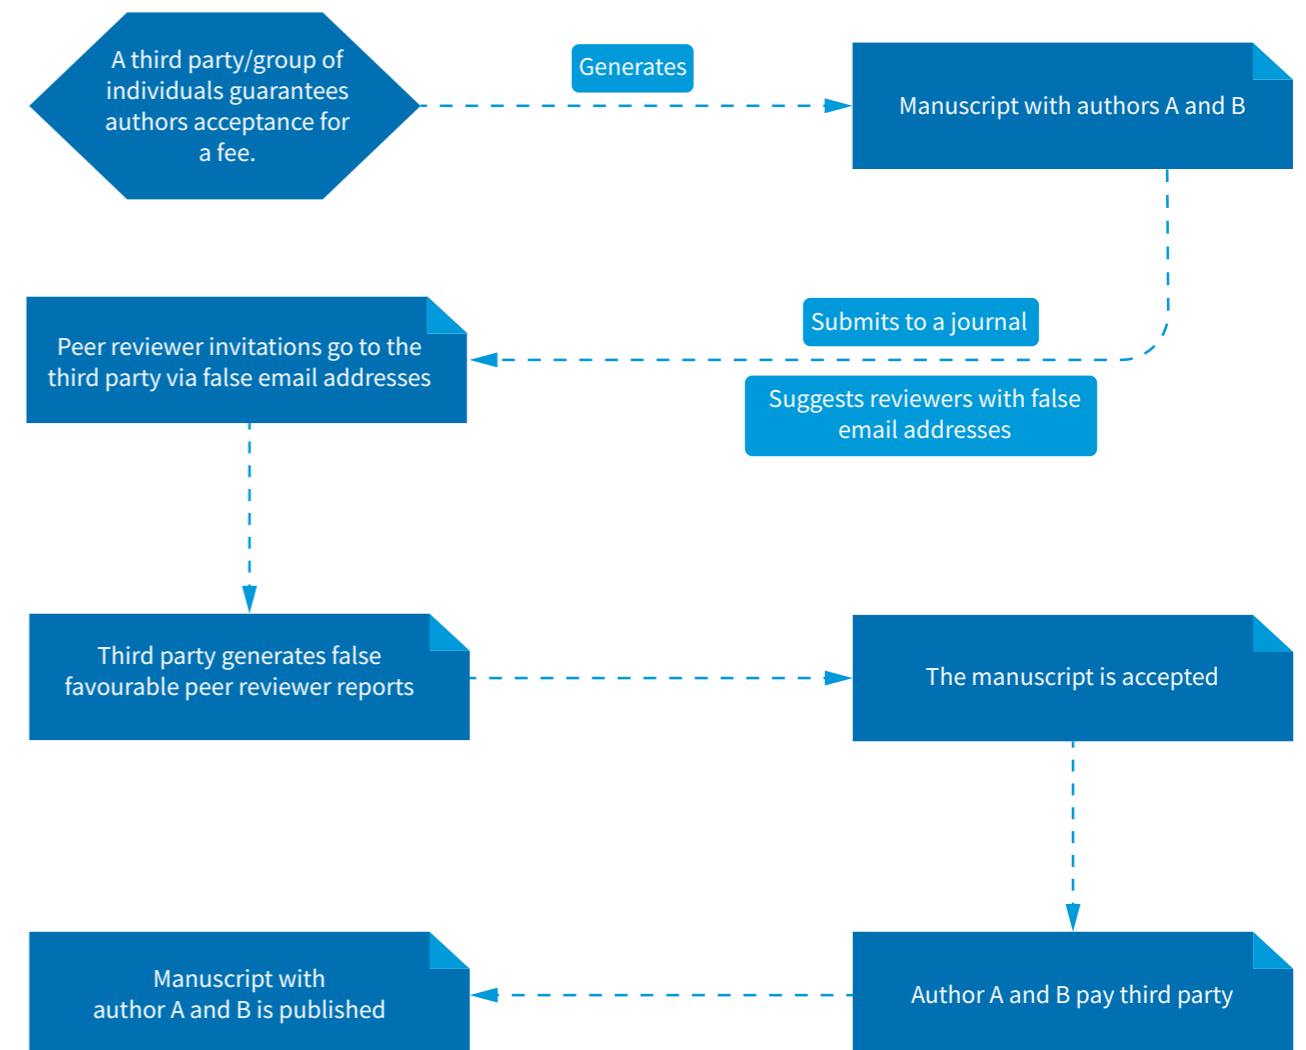 A third party/group of
individuals guarantees
authors acceptance for
a fee.
Generates
Manuscript with authors A and B
Submits to a journal
Suggests reviewers with false
email addresses
Peer reviewer invitations go to the
third party via false email addresses
Third party generates false
favourable peer reviewer reports
The manuscript is accepted
Author A and B pay third party
Manuscript with
author A and B is published